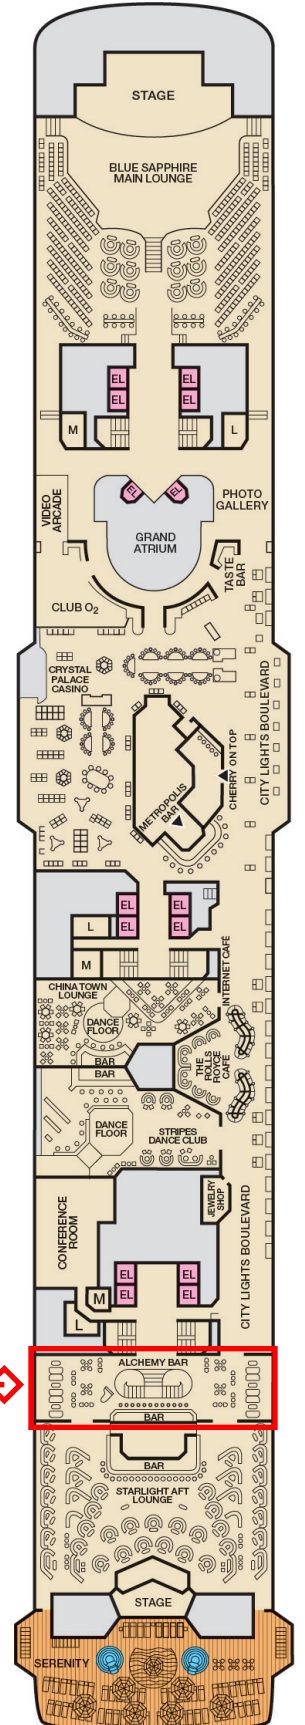 STAGE
BLUE SAPPHIRE
MAIN LOUNGE
EL EL
EL EL
M L
EL EL
VIDEO
ARCADE
PHOTO
GALLERY
GRAND
ATRIUM
TASTE
BAR
CLUB O2
CRYSTAL
PALACE
CASINO
CITY LIGHTS BOULEVARD
CHERRY ON TOP
METROPOLIS
BAR
EL EL
L EL EL
M
INTERNET CAFÉ
CHINA TOWN
LOUNGE
DANCE
FLOOR
BAR
BAR
THE
ROLLS
ROYCE
CAFÉ
DANCE
FLOOR
STRIPES
DANCE CLUB
JEWELRY
SHOP
CONFERENCE
ROOM
CITY LIGHTS BOULEVARD
EL EL
M EL EL
L
ALCHEMY BAR
BAR
BAR
STARLIGHT AFT
LOUNGE
STAGE
SERENITY